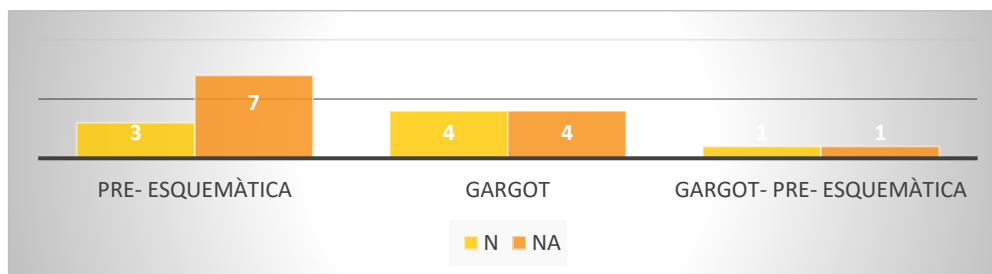 7
3 4 4 1 1
PRE- ESQUEMÀTICA GARGOT GARGOT- PRE- ESQUEMÀTICA
N NA